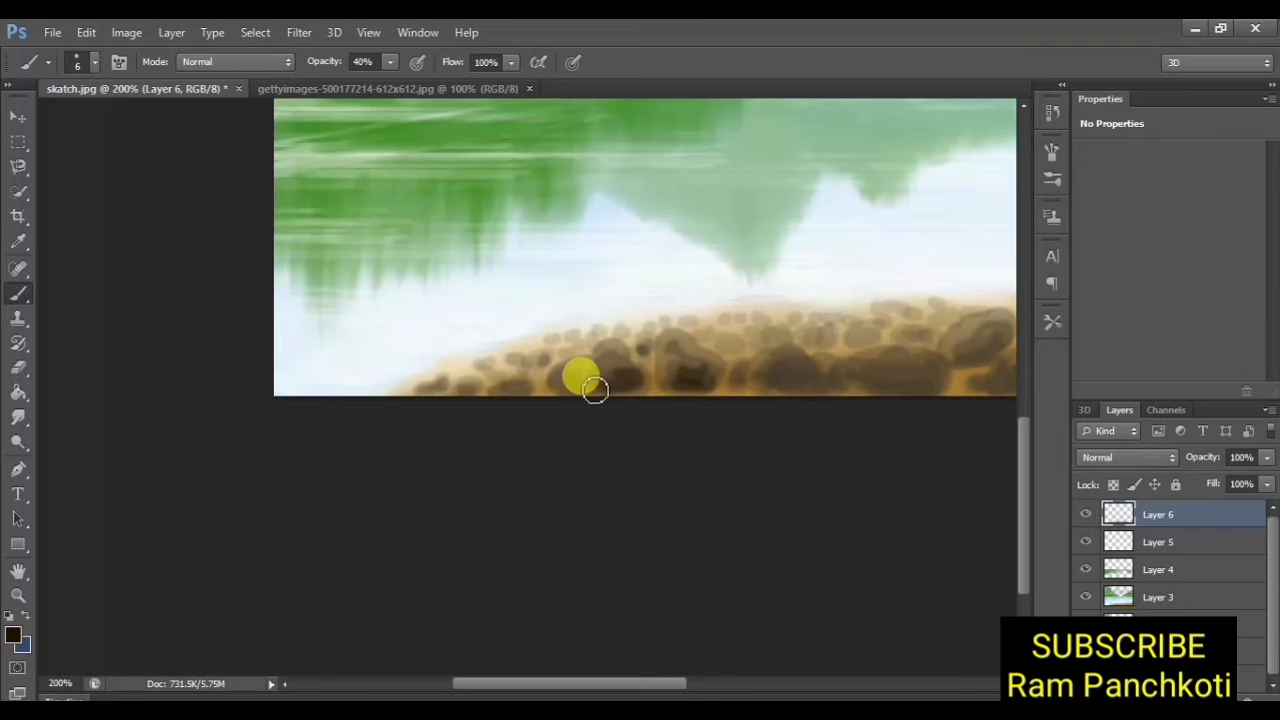 Ps File Edit Image Layer Type Select Filter 3D View Window Help
6 Mode: Normal Opacity: 40% Flow: 100% 3D
skatch.jpg @ 200% (Layer 6, RGB/8) * × gettyimages-500177214-612x612.jpg @ 100% (RGB/8) ×
Properties
No Properties
3D Layers Channels
Kind
Normal Opacity: 100%
Lock: Fill: 100%
Layer 6
Layer 5
Layer 4
Layer 3
SUBSCRIBE
Ram Panchkoti
200% Doc: 731.5K/5.75M